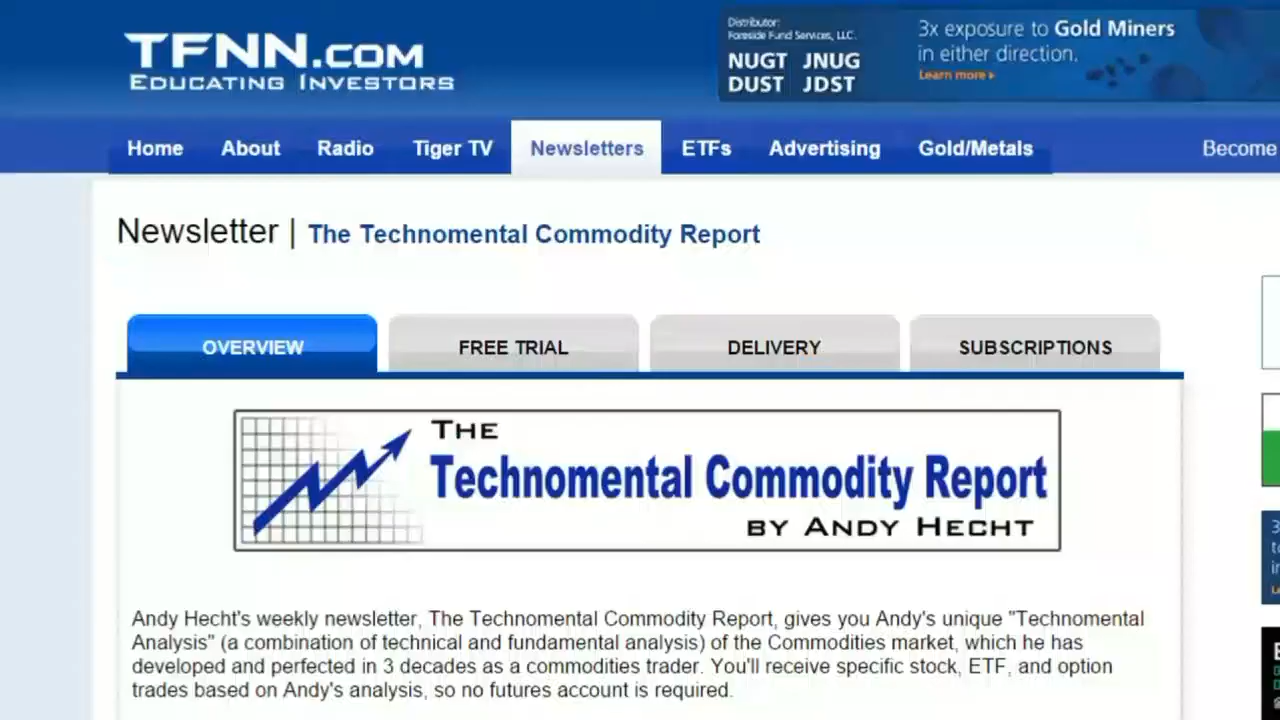 TFNN.COM
EDUCATING INVESTORS
Distributor:
Foreside Fund Services, LLC.
NUGT JNUG
DUST JDST
3x exposure to Gold Miners
in either direction.
Learn more
Home About Radio Tiger TV Newsletters ETFs Advertising Gold/Metals Become
Newsletter | The Technomental Commodity Report
OVERVIEW FREE TRIAL DELIVERY SUBSCRIPTIONS
THE
Technomental Commodity Report
BY ANDY HECHT
Andy Hecht's weekly newsletter, The Technomental Commodity Report, gives you Andy's unique "Technomental
Analysis" (a combination of technical and fundamental analysis) of the Commodities market, which he has
developed and perfected in 3 decades as a commodities trader. You'll receive specific stock, ETF, and option
trades based on Andy's analysis, so no futures account is required.